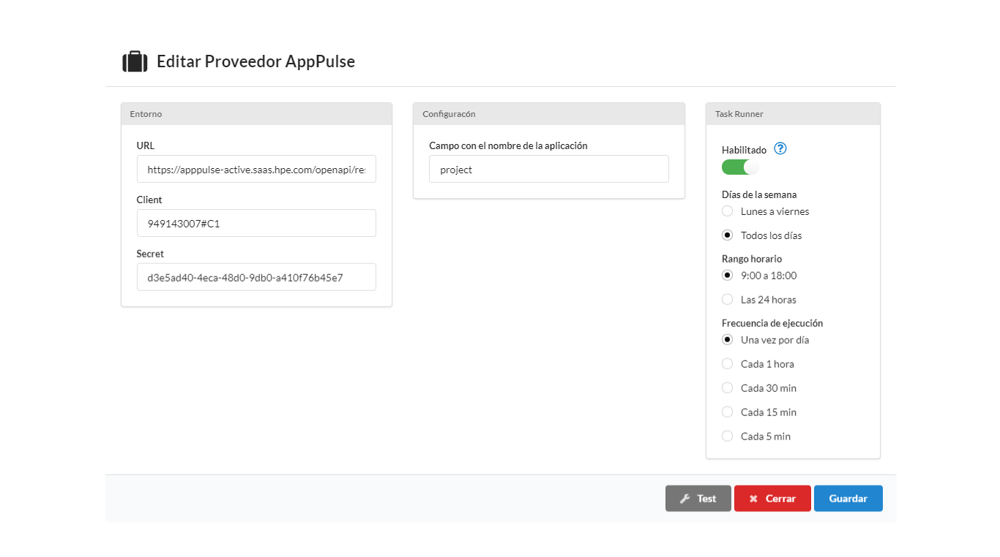 Editar Proveedor AppPulse
Entorno
URL
https://apppulse-active.saas.hpe.com/openapi/re
Client
949143007#C1
Secret
d3e5ad40-4eca-48d0-9db0-a410f76b45e7
Configuracón
Campo con el nombre de la aplicación
project
Task Runner
Habilitado ?
Días de la semana
Lunes a viernes
Todos los días
Rango horario
9:00 a 18:00
Las 24 horas
Frecuencia de ejecución
Una vez por día
Cada 1 hora
Cada 30 min
Cada 15 min
Cada 5 min
Test
Cerrar
Guardar